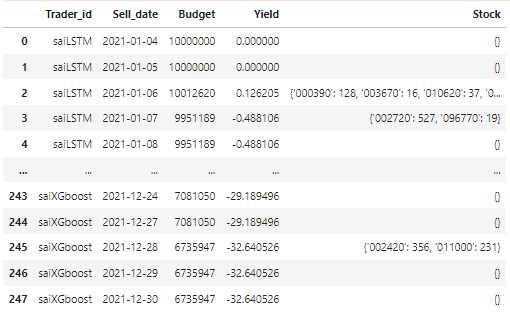 Trader_id Sell_date Budget Yield Stock
0 saiLSTM 2021-01-04 10000000 0.000000 {}
1 saiLSTM 2021-01-05 10000000 0.000000 {}
2 saiLSTM 2021-01-06 10012620 0.126205 {'000390': 128, '003670': 16, '010620': 37, '0...
3 saiLSTM 2021-01-07 9951189 -0.488106 {'002720': 527, '096770': 19}
4 saiLSTM 2021-01-08 9951189 -0.488106 {}
... ... ... ... ... ...
243 saiXGboost 2021-12-24 7081050 -29.189496 {}
244 saiXGboost 2021-12-27 7081050 -29.189496 {}
245 saiXGboost 2021-12-28 6735947 -32.640526 {'002420': 356, '011000': 231}
246 saiXGboost 2021-12-29 6735947 -32.640526 {}
247 saiXGboost 2021-12-30 6735947 -32.640526 {}